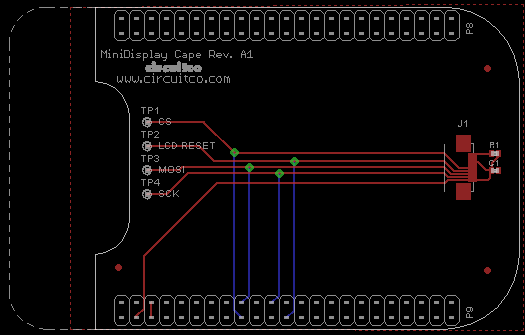 P8
MiniDisplay Cape Rev. A1
circuitco
www.circuitco.com
TP1
CS
J1
TP2
LCD RESET
R1
TP3
MOSI
C1
TP4
SCK
P9